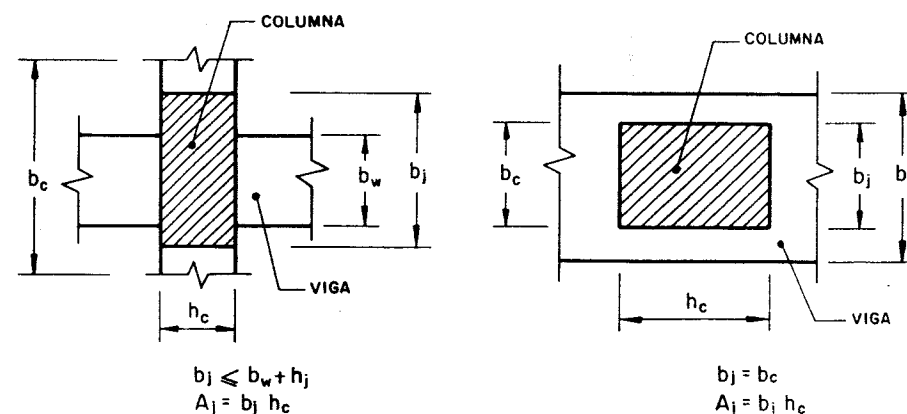 COLUMNA
b_c
b_w
b_j
VIGA
h_c
b_j ⩽ b_w + h_j
A_j = b_j h_c
COLUMNA
b_c
b_j
b
h_c
VIGA
b_j = b_c
A_j = b_j h_c